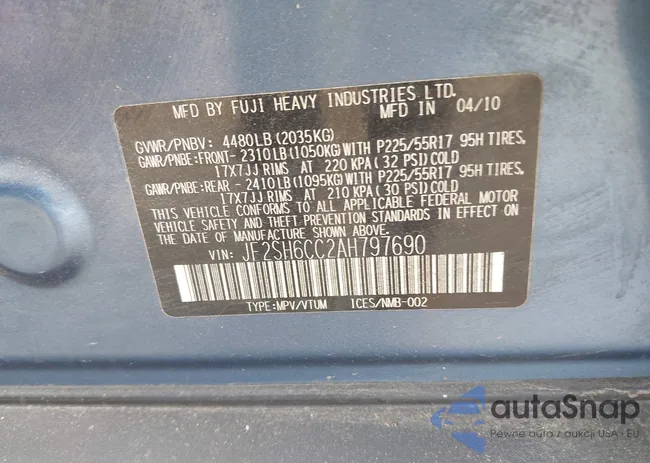 MFD BY FUJI HEAVY INDUSTRIES LTD.
MFD IN 04/10
GVWR/PNBV: 4480LB (2035KG)
GAWR/PNBE: FRONT- 2310LB (1050KG) WITH P225/55R17 95H TIRES,
17X7JJ RIMS AT 220 KPA (32 PSI) COLD
GAWR/PNBE: REAR - 2410LB (1095KG) WITH P225/55R17 95H TIRES,
17X7JJ RIMS AT 210 KPA (30 PSI) COLD
THIS VEHICLE CONFORMS TO ALL APPLICABLE FEDERAL MOTOR
VEHICLE SAFETY AND THEFT PREVENTION STANDARDS IN EFFECT ON
THE DATE OF MANUFACTURE SHOWN ABOVE.
VIN: JF2SH6CC2AH797690
TYPE:MPV/VTUM ICES/NMB-002
autaSnap
Pewne auta z aukcji USA - EU